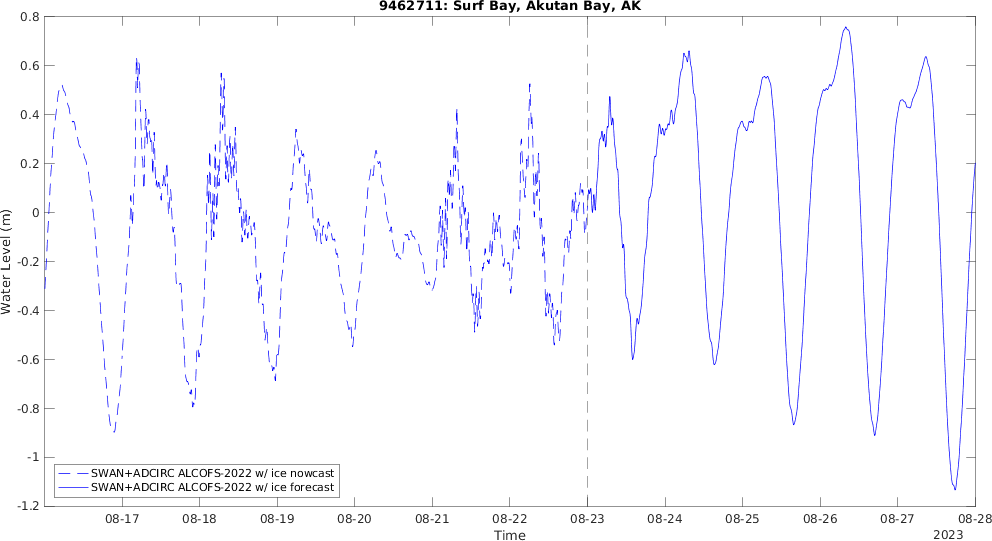 9462711: Surf Bay, Akutan Bay, AK
0.8
0.6
0.4
0.2
0
-0.2
-0.4
-0.6
-0.8
-1
-1.2
Water Level (m)
SWAN+ADCIRC ALCOFS-2022 w/ ice nowcast
SWAN+ADCIRC ALCOFS-2022 w/ ice forecast
08-17 08-18 08-19 08-20 08-21 08-22 08-23 08-24 08-25 08-26 08-27 08-28
Time
2023